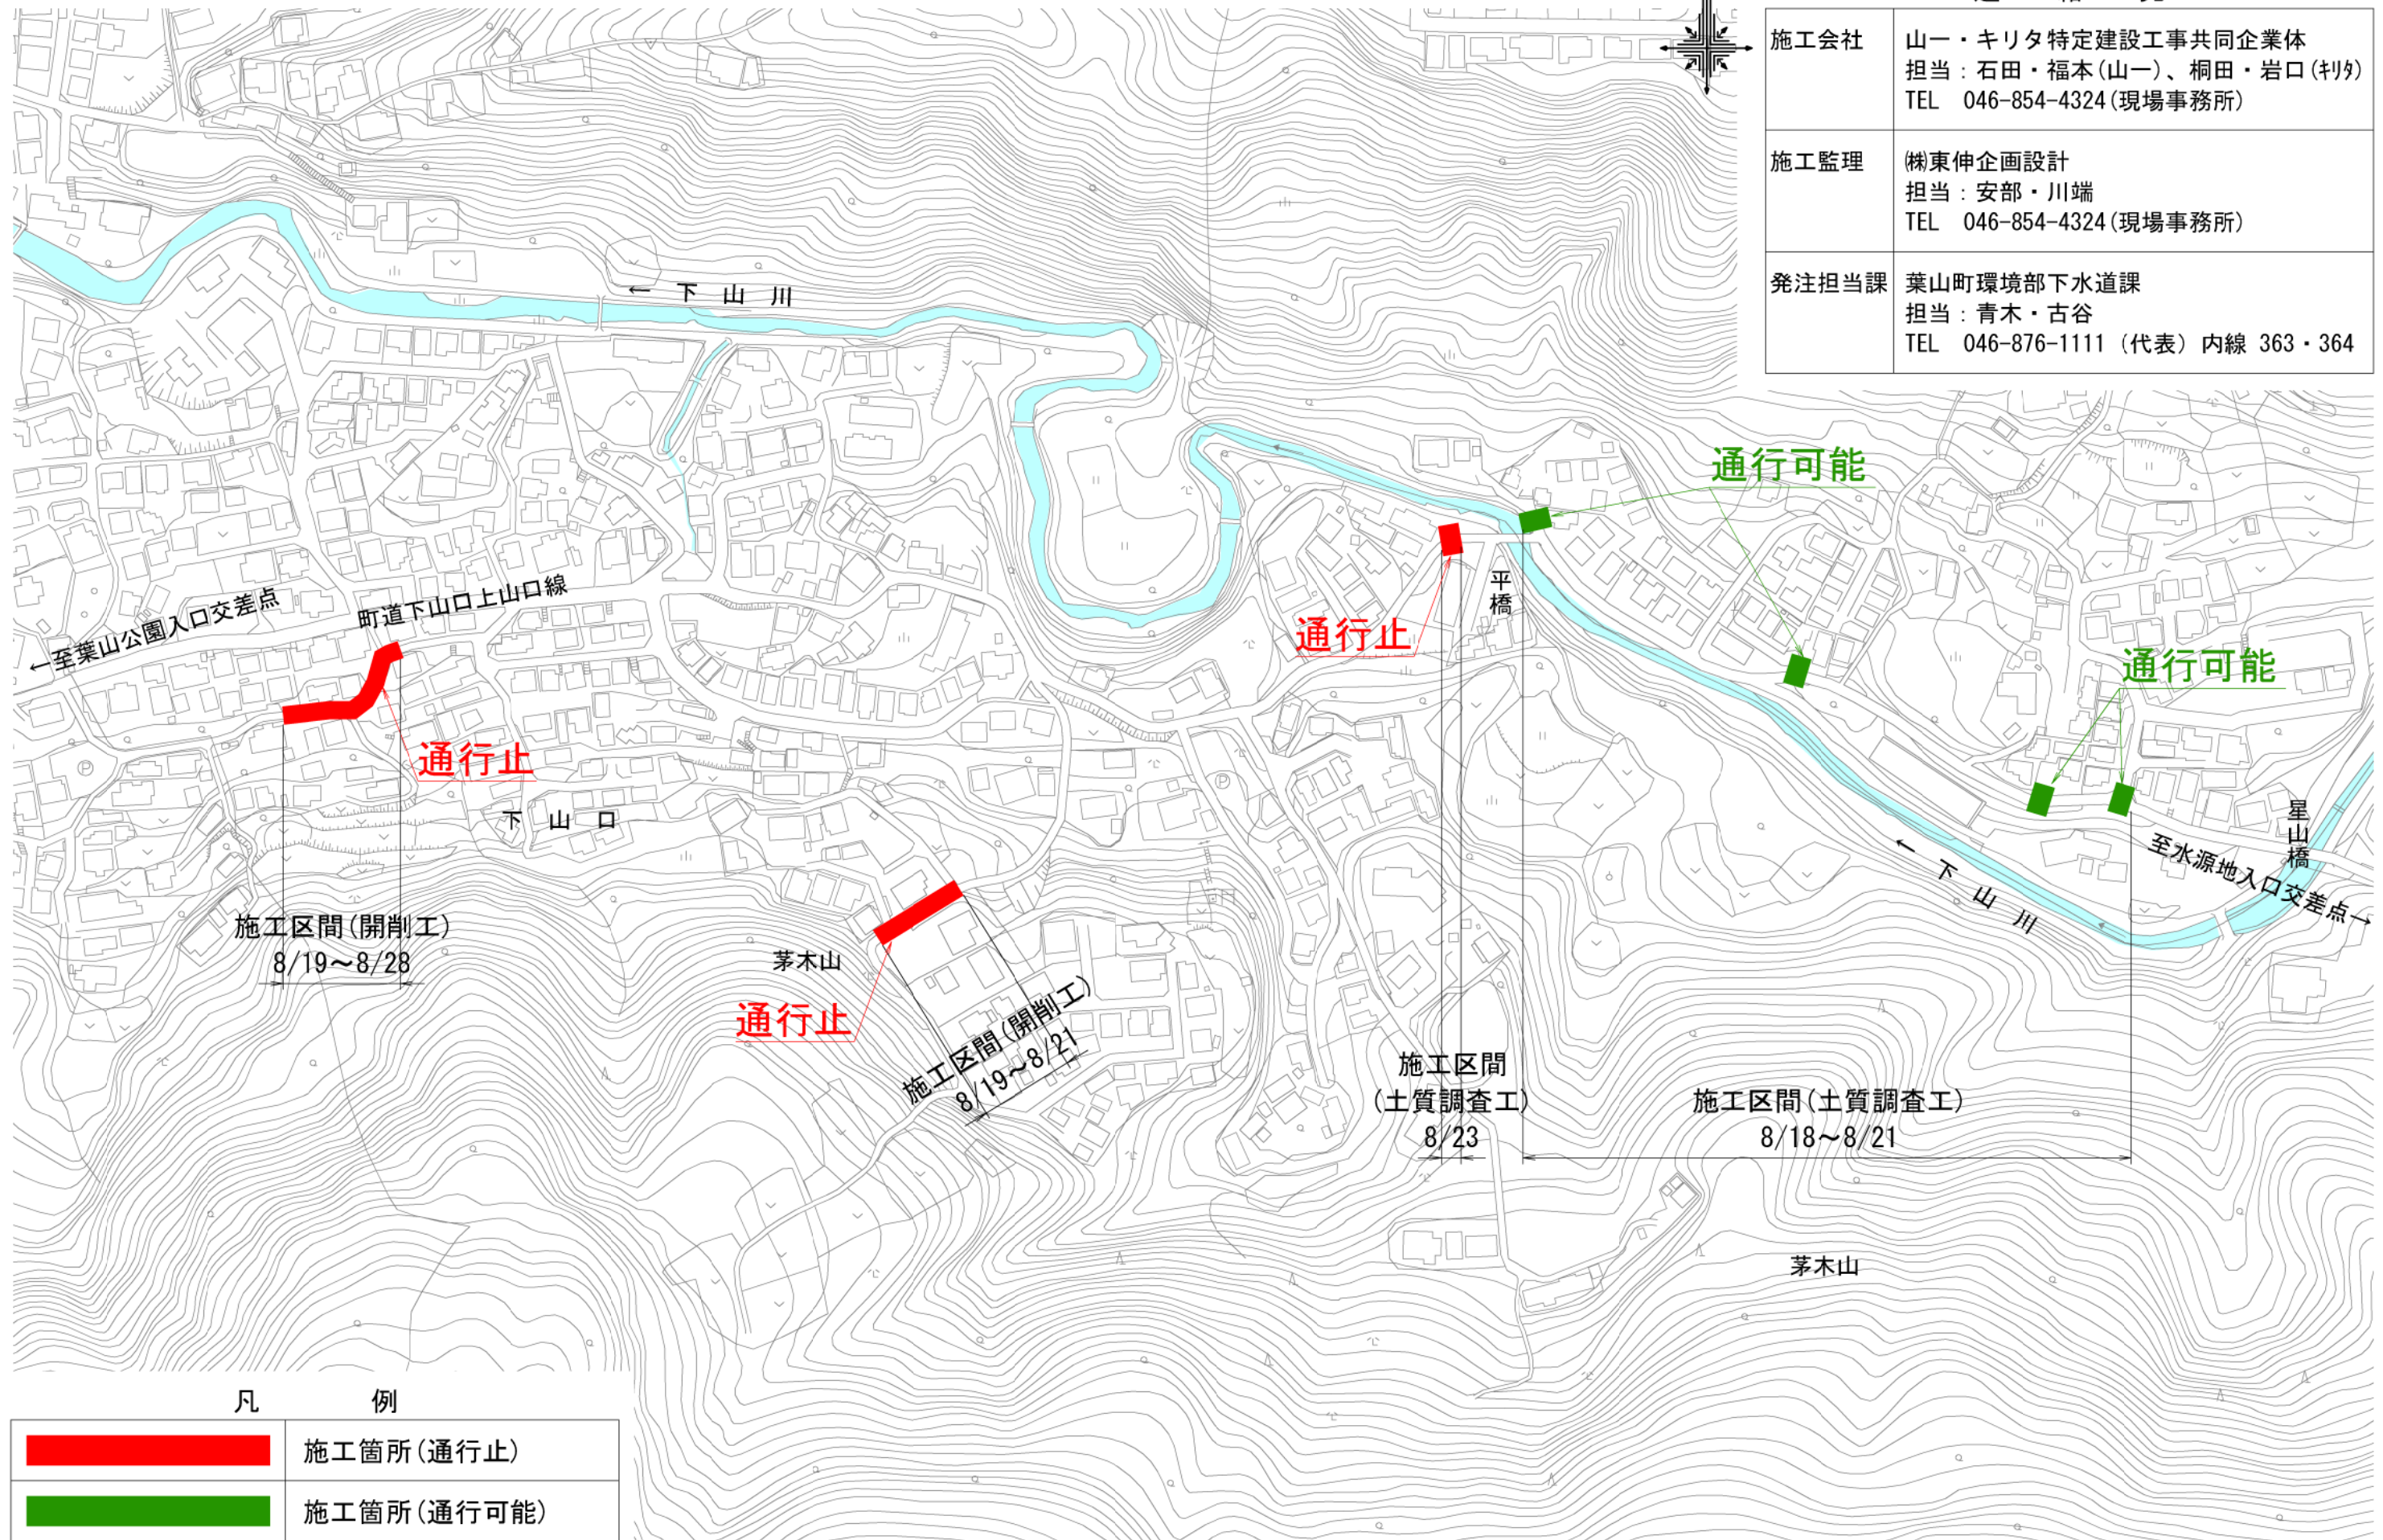 施工会社
山一・キリタ特定建設工事共同企業体
担当：石田・福本(山一)、桐田・岩口(ｷﾘﾀ)
TEL 046-854-4324(現場事務所)
施工監理
㈱東伸企画設計
担当：安部・川端
TEL 046-854-4324(現場事務所)
発注担当課
葉山町環境部下水道課
担当：青木・古谷
TEL 046-876-1111（代表）内線 363・364
← 下 山 川
通行可能
平橋
通行止
←至葉山公園入口交差点
町道下山口上山口線
通行可能
通行止
下 山 口
星山橋
至水源地入口交差点→
← 下 山 川
施工区間(開削工)
8/19～8/28
茅木山
通行止
施工区間(開削工)
8/19～8/21
施工区間
(土質調査工)
8/23
施工区間(土質調査工)
8/18～8/21
茅木山
凡 例
施工箇所(通行止)
施工箇所(通行可能)
P
P